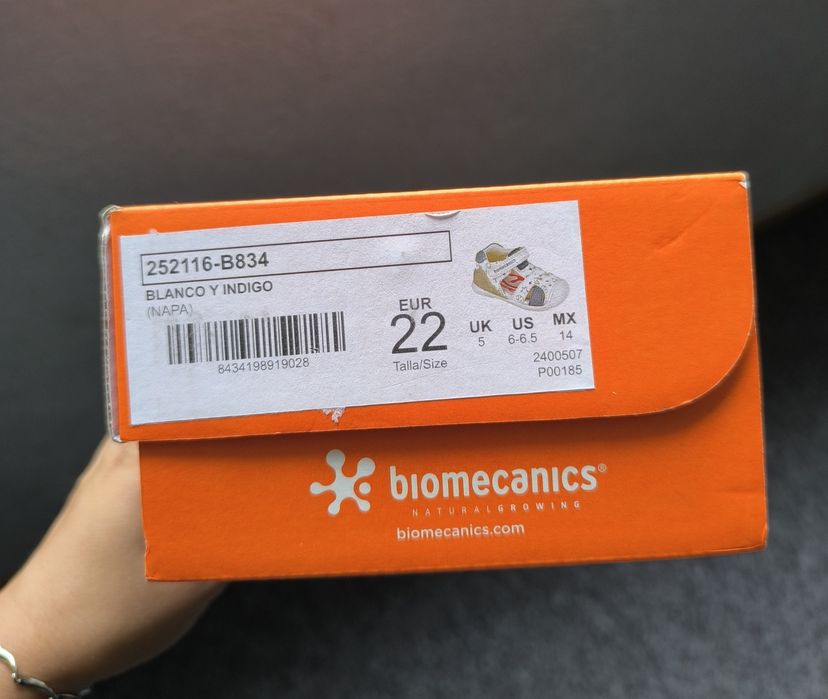 252116-B834
BLANCO Y INDIGO
(NAPA)
8434198919028
EUR
22
Talla/Size
UK US MX
5 6-6.5 14
2400507
P00185
biomecanics®
NATURALGROWING
biomecanics.com